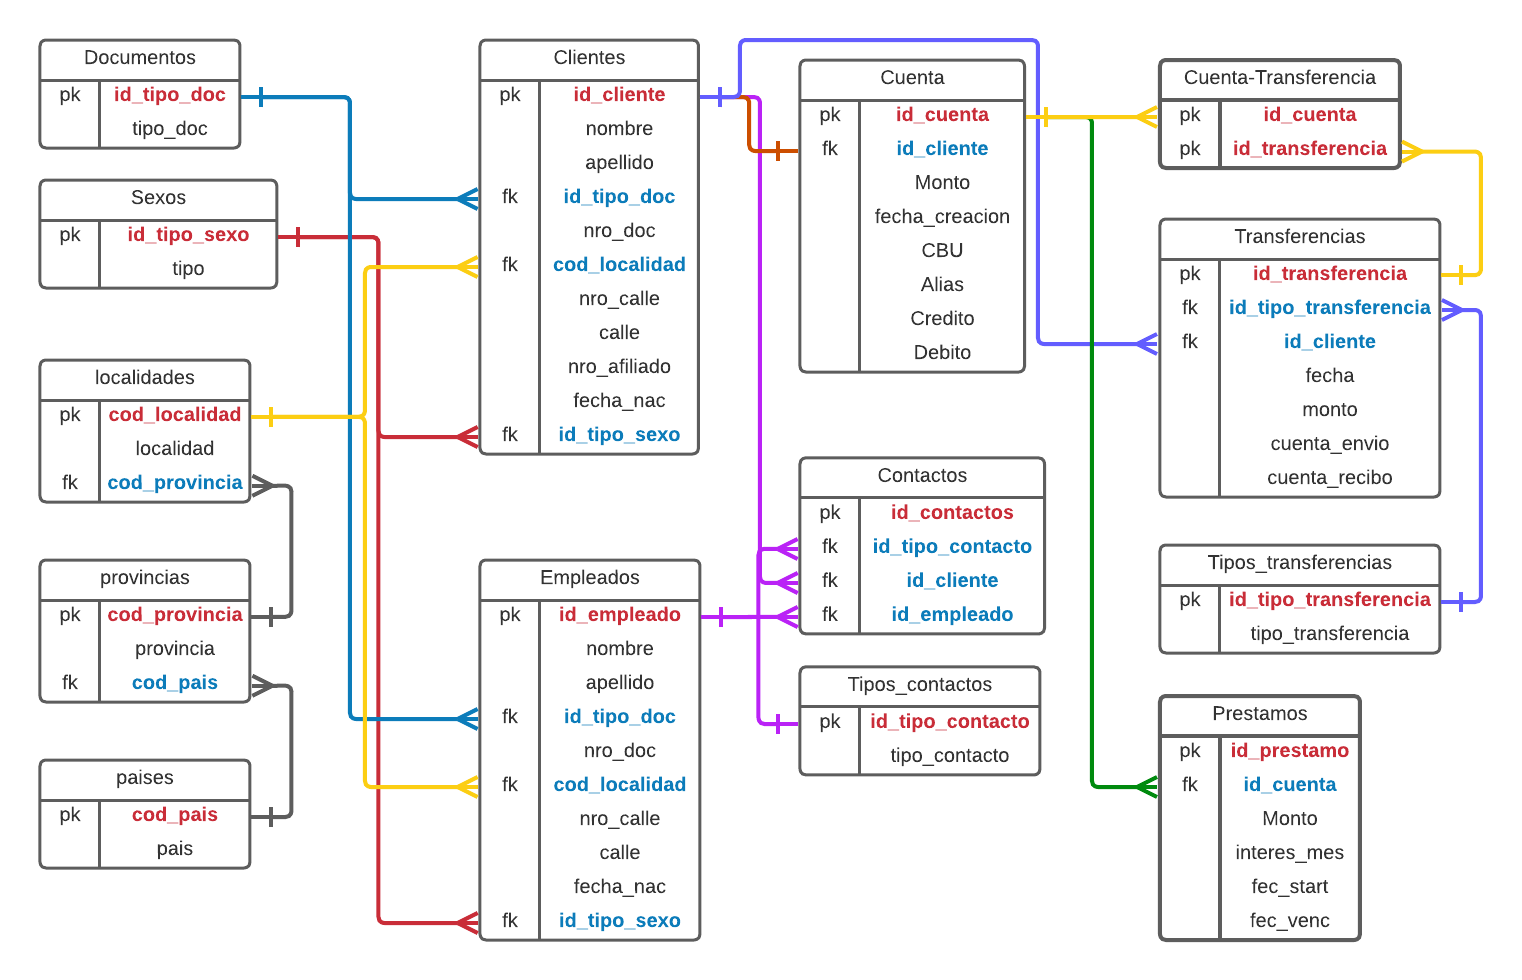 Documentos
pk id_tipo_doc
tipo_doc
Sexos
pk id_tipo_sexo
tipo
localidades
pk cod_localidad
localidad
fk cod_provincia
provincias
pk cod_provincia
provincia
fk cod_pais
paises
pk cod_pais
pais
Clientes
pk id_cliente
nombre
apellido
fk id_tipo_doc
nro_doc
fk cod_localidad
nro_calle
calle
nro_afiliado
fecha_nac
fk id_tipo_sexo
Empleados
pk id_empleado
nombre
apellido
fk id_tipo_doc
nro_doc
fk cod_localidad
nro_calle
calle
fecha_nac
fk id_tipo_sexo
Cuenta
pk id_cuenta
fk id_cliente
Monto
fecha_creacion
CBU
Alias
Credito
Debito
Contactos
pk id_contactos
fk id_tipo_contacto
fk id_cliente
fk id_empleado
Tipos_contactos
pk id_tipo_contacto
tipo_contacto
Cuenta-Transferencia
pk id_cuenta
pk id_transferencia
Transferencias
pk id_transferencia
fk id_tipo_transferencia
fk id_cliente
fecha
monto
cuenta_envio
cuenta_recibo
Tipos_transferencias
pk id_tipo_transferencia
tipo_transferencia
Prestamos
pk id_prestamo
fk id_cuenta
Monto
interes_mes
fec_start
fec_venc